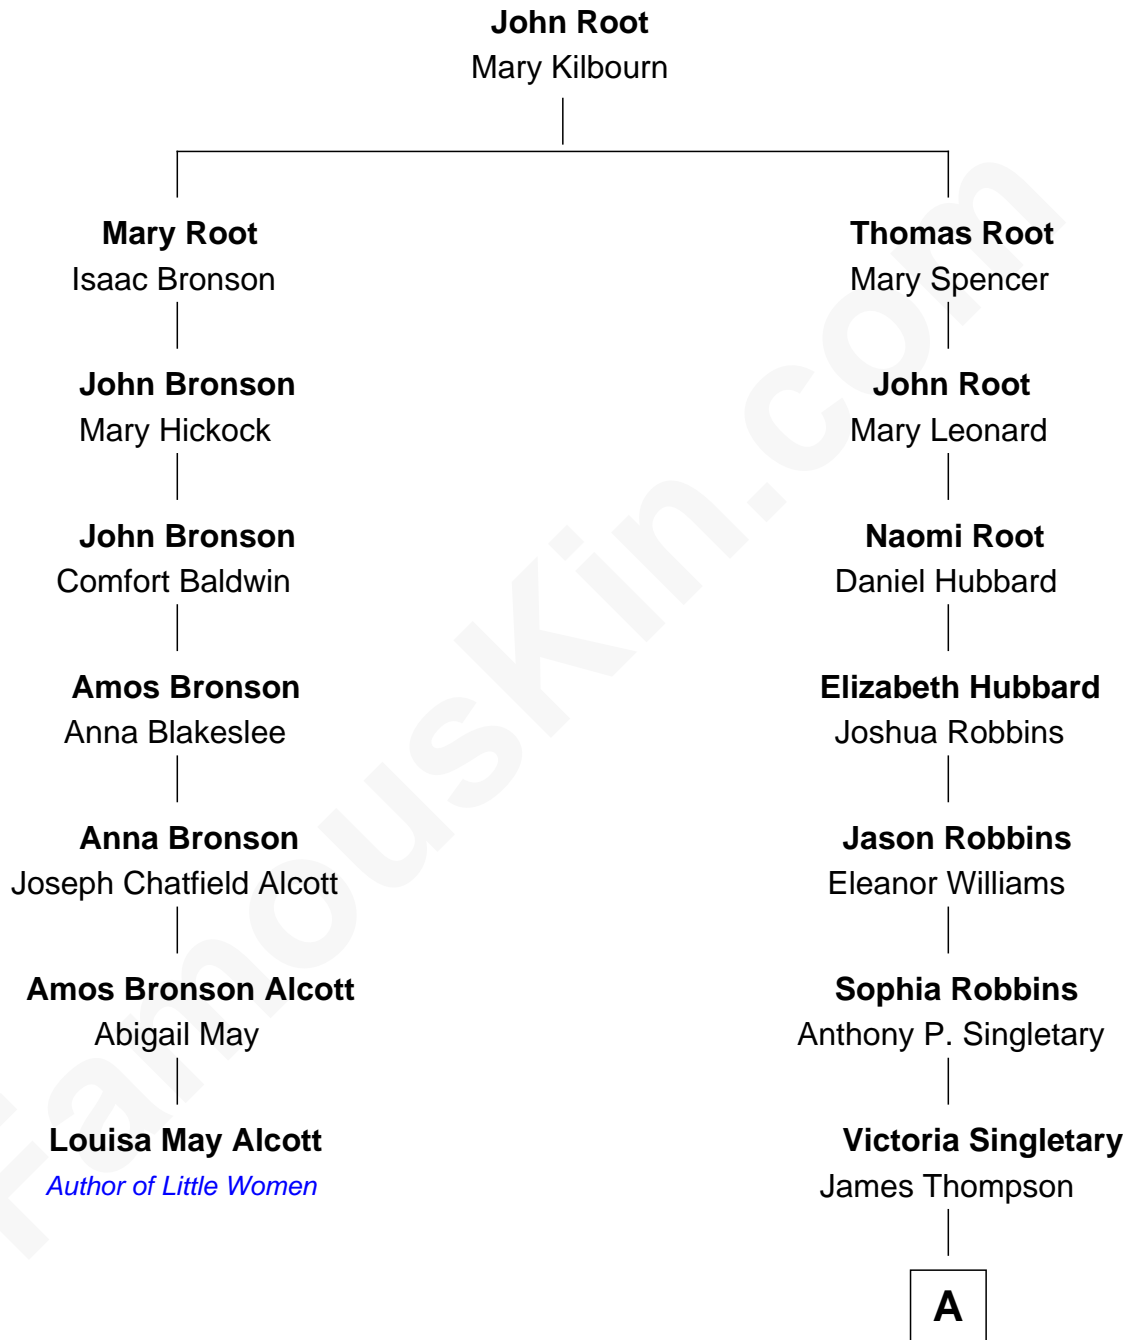 John Root
Mary Kilbourn
Mary Root
Isaac Bronson
John Bronson
Mary Hickock
John Bronson
Comfort Baldwin
Amos Bronson
Anna Blakeslee
Anna Bronson
Joseph Chatfield Alcott
Amos Bronson Alcott
Abigail May
Louisa May Alcott
Author of Little Women
Thomas Root
Mary Spencer
John Root
Mary Leonard
Naomi Root
Daniel Hubbard
Elizabeth Hubbard
Joshua Robbins
Jason Robbins
Eleanor Williams
Sophia Robbins
Anthony P. Singletary
Victoria Singletary
James Thompson
A
FamousKin.com